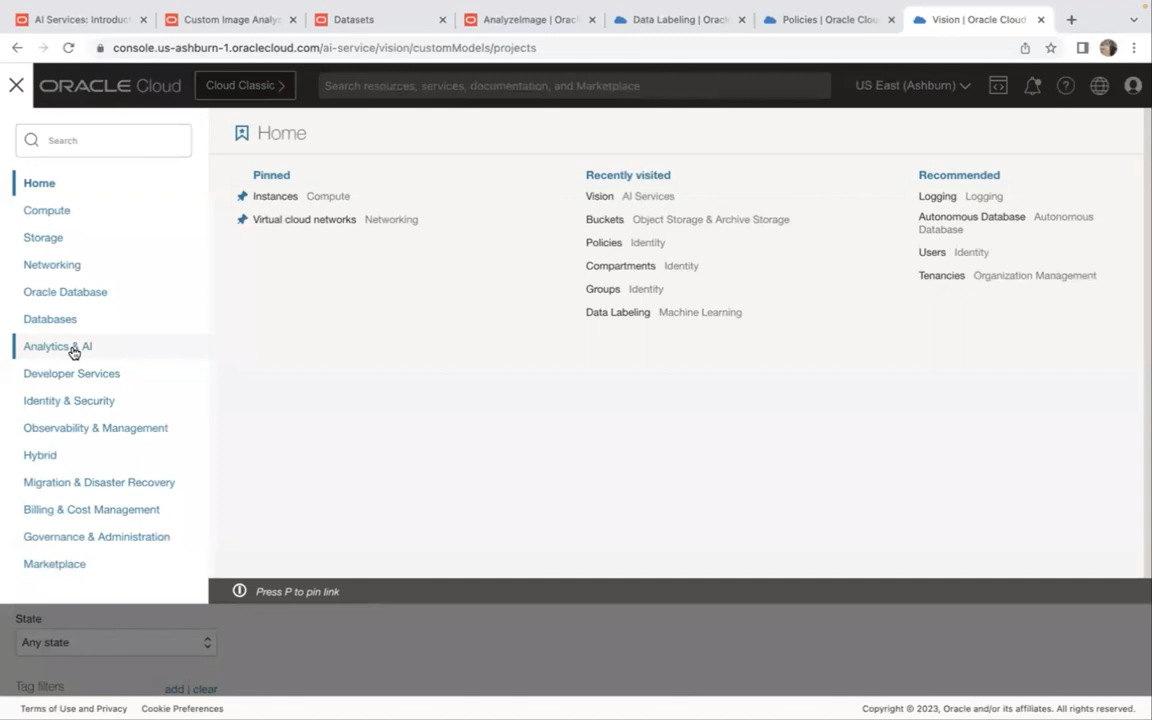 AI Services: Introduc
Custom Image Analys
Datasets
AnalyzeImage | Oracl
Data Labeling | Oracl
Policies | Oracle Clou
Vision | Oracle Cloud
console.us-ashburn-1.oraclecloud.com/ai-service/vision/customModels/projects
ORACLE Cloud
Cloud Classic >
Search resources, services, documentation, and Marketplace
US East (Ashburn)
Search
Home
Compute
Storage
Networking
Oracle Database
Databases
Analytics & AI
Developer Services
Identity & Security
Observability & Management
Hybrid
Migration & Disaster Recovery
Billing & Cost Management
Governance & Administration
Marketplace
Home
Pinned
Instances Compute
Virtual cloud networks Networking
Recently visited
Vision AI Services
Buckets Object Storage & Archive Storage
Policies Identity
Compartments Identity
Groups Identity
Data Labeling Machine Learning
Recommended
Logging Logging
Autonomous Database Autonomous
Database
Users Identity
Tenancies Organization Management
Press P to pin link
State
Any state
Tag filters add | clear
Terms of Use and Privacy Cookie Preferences
Copyright © 2023, Oracle and/or its affiliates. All rights reserved.